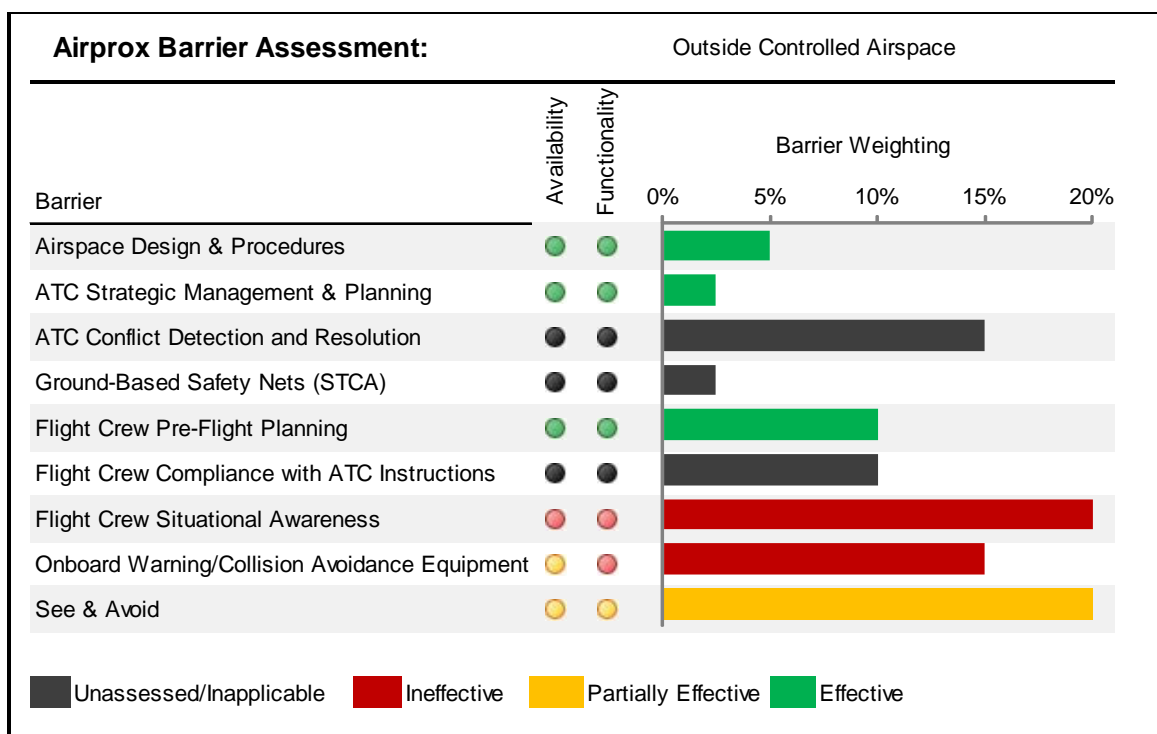 Airprox Barrier Assessment: Outside Controlled Airspace
Availability
Functionality
Barrier Weighting
Barrier
0% 5% 10% 15% 20%
Airspace Design & Procedures
ATC Strategic Management & Planning
ATC Conflict Detection and Resolution
Ground-Based Safety Nets (STCA)
Flight Crew Pre-Flight Planning
Flight Crew Compliance with ATC Instructions
Flight Crew Situational Awareness
Onboard Warning/Collision Avoidance Equipment
See & Avoid
Unassessed/Inapplicable Ineffective Partially Effective Effective